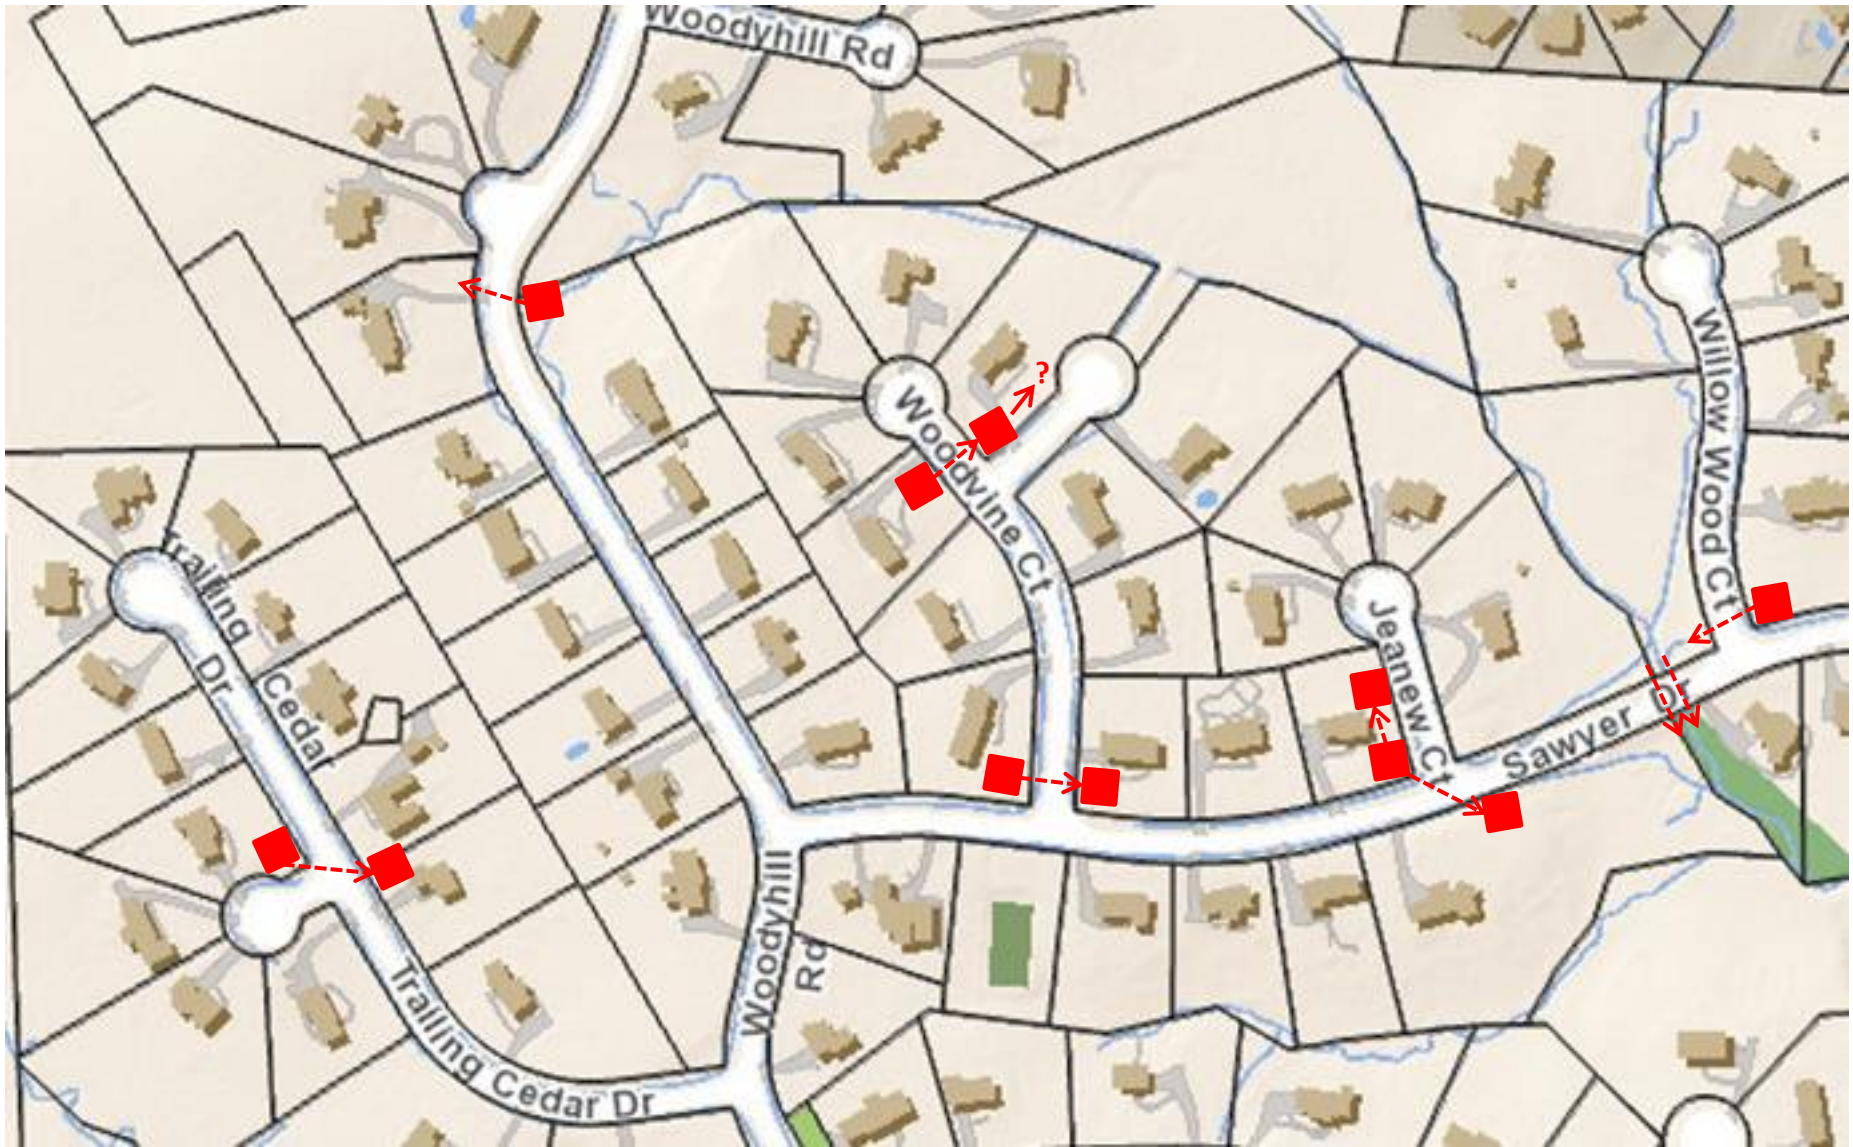 Woodyhill Rd
Willow Wood Ct
?
Woodvine Ct
Trailing
Cedar
Dr
Jeanew Ct
Sawyer Dr
Woodyhill
Rd
Trailing Cedar Dr